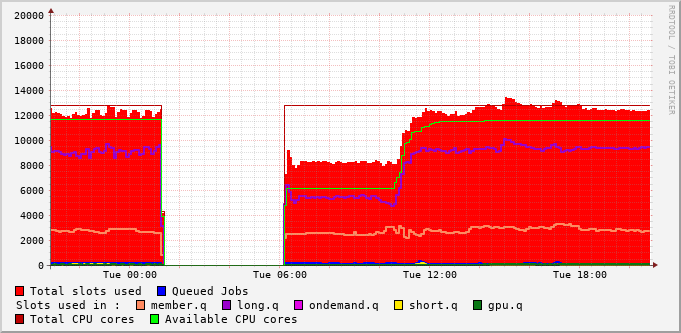 20000
18000
16000
14000
12000
10000
8000
6000
4000
2000
0
Tue 00:00 Tue 06:00 Tue 12:00 Tue 18:00
RRDTOOL / TOBI OETIKER
Total slots used Queued Jobs
Slots used in : member.q long.q ondemand.q short.q gpu.q
Total CPU cores Available CPU cores